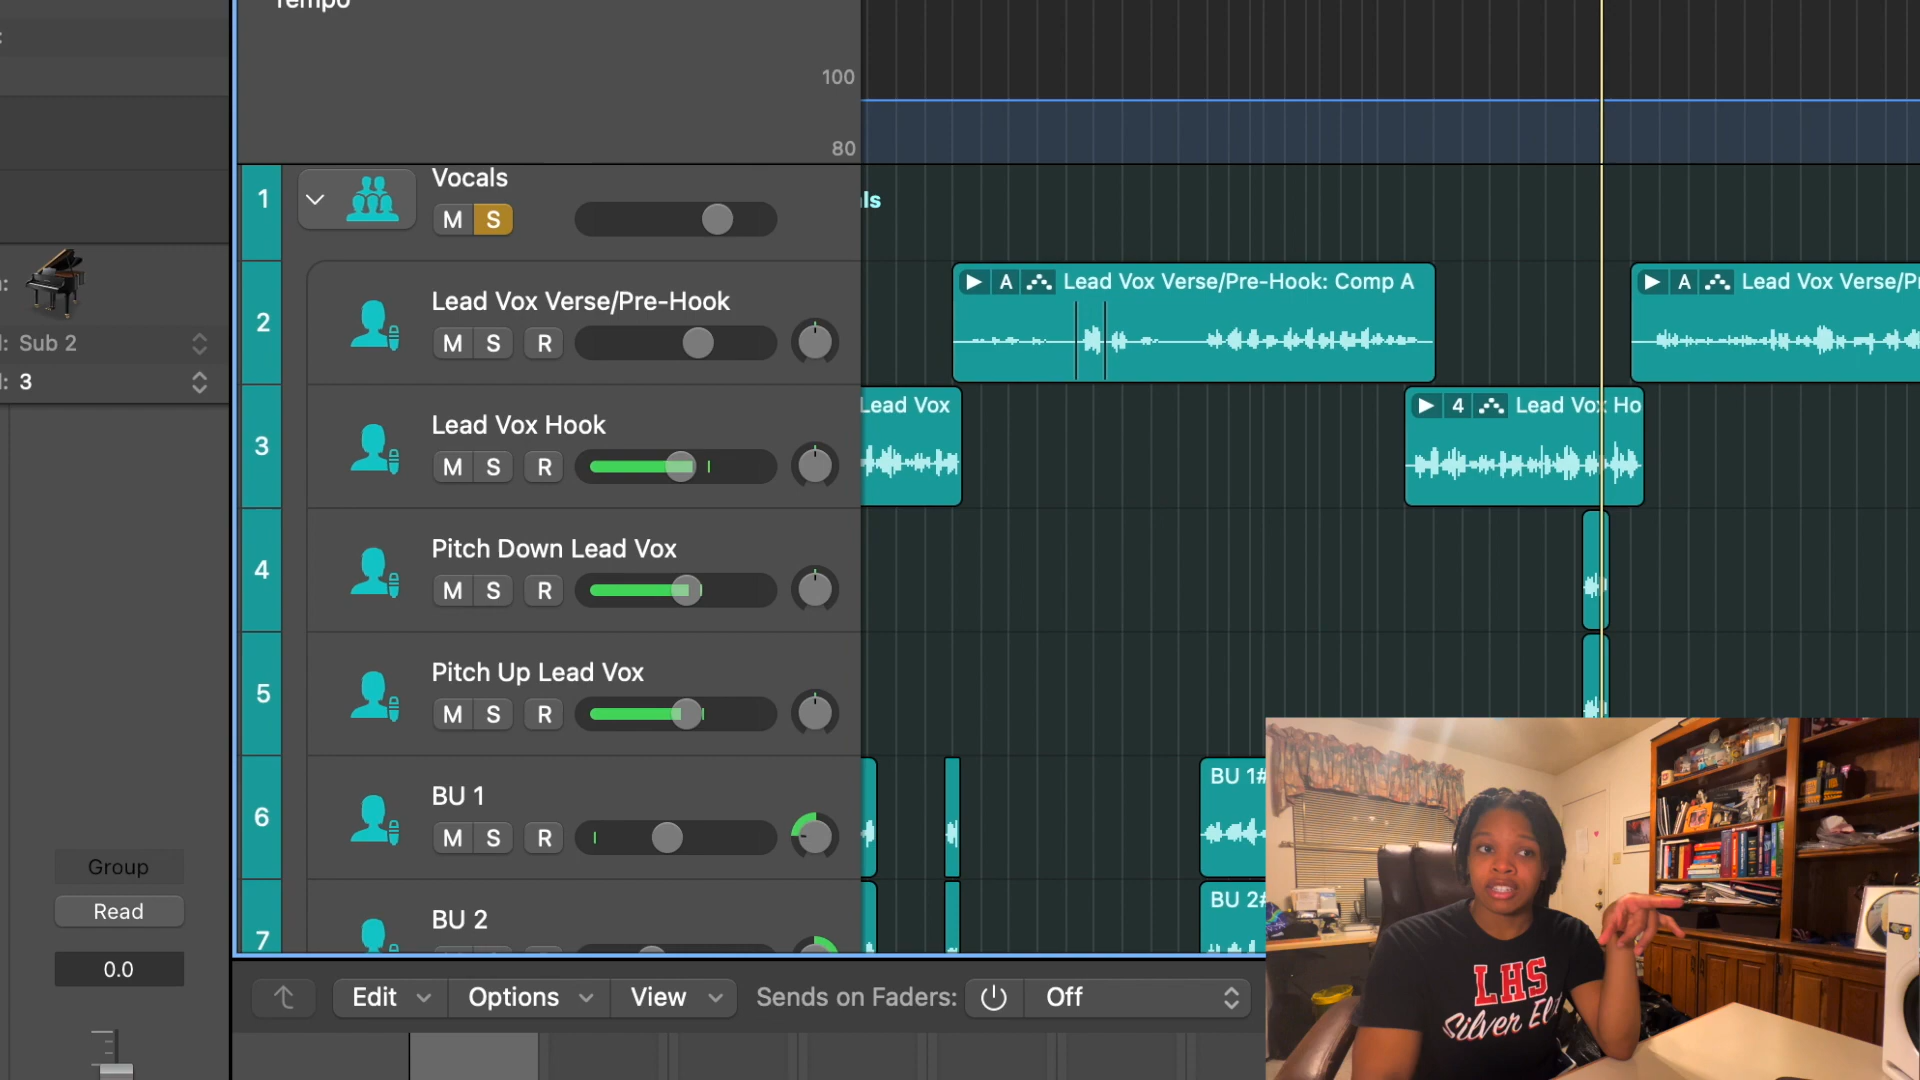 Tempo
100
80
1
Vocals
M S
ls
2
Lead Vox Verse/Pre-Hook
M S R
A Lead Vox Verse/Pre-Hook: Comp A
A Lead Vox Verse/P
Sub 2
3
3
Lead Vox Hook
M S R
Lead Vox
4 Lead Vox Ho
4
Pitch Down Lead Vox
M S R
5
Pitch Up Lead Vox
M S R
6
BU 1
M S R
BU 1#
7
BU 2
BU 2#
Group
Read
0.0
Edit
Options
View
Sends on Faders:
Off
LHS
Silver El